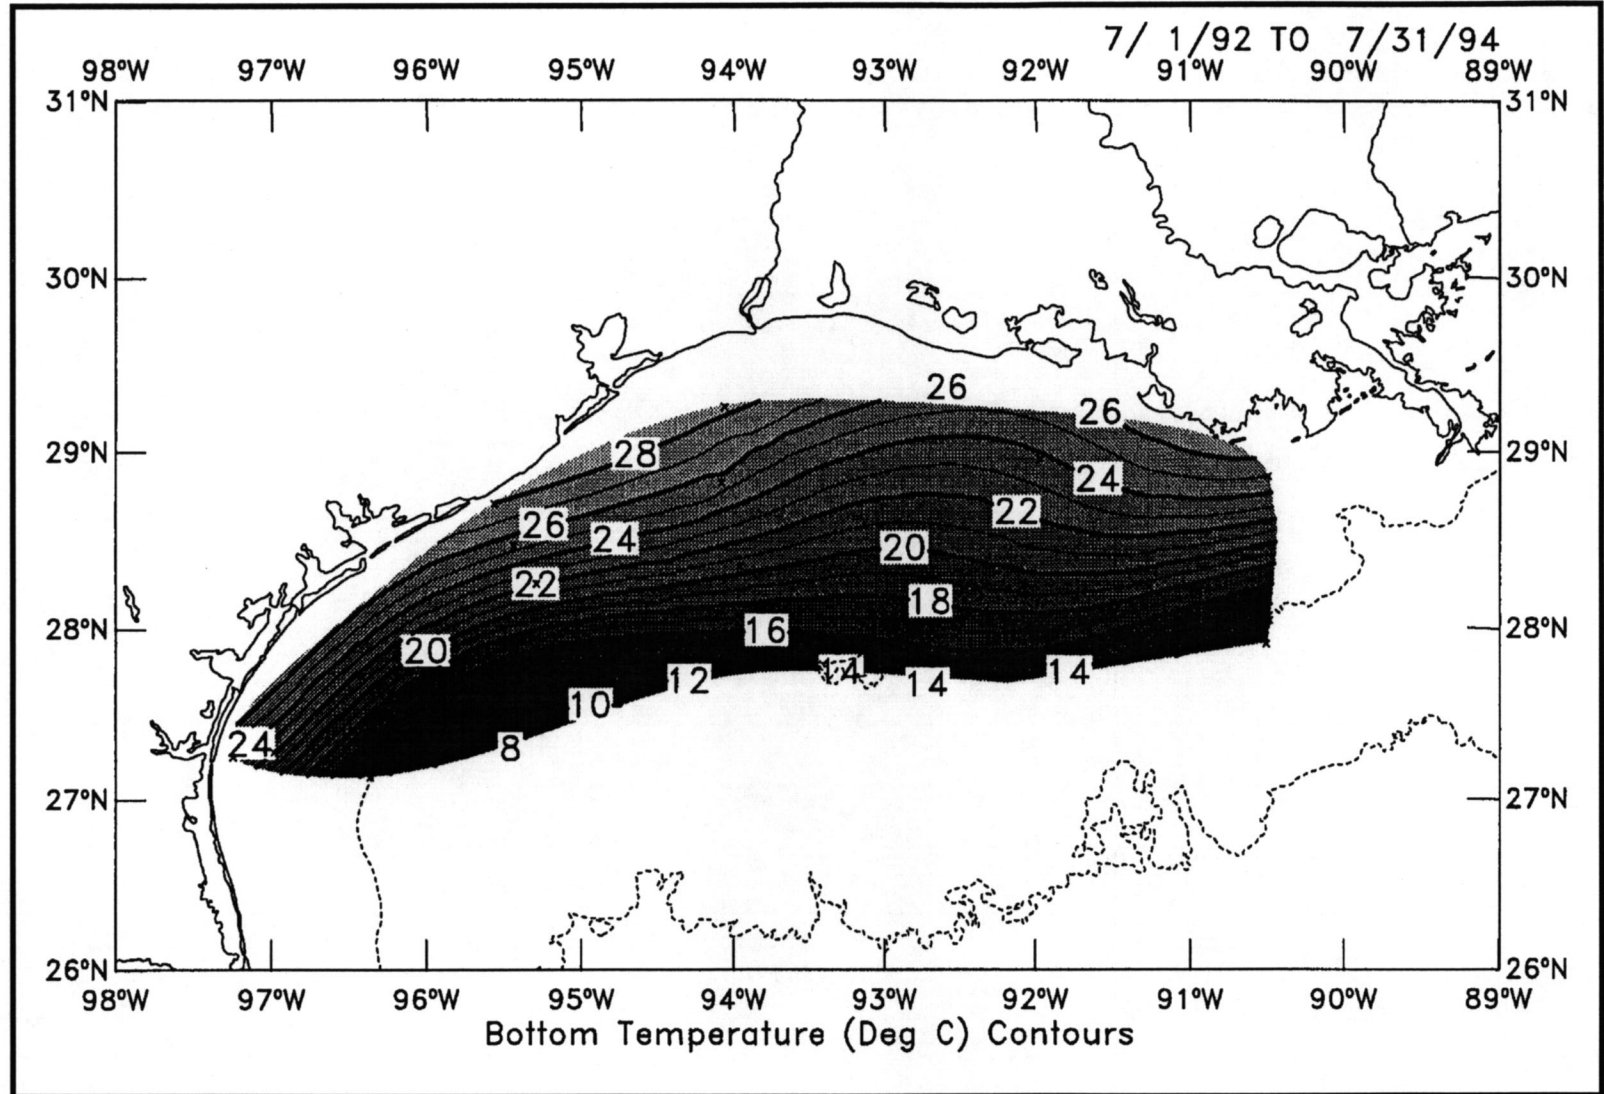 7/ 1/92 TO 7/31/94
98°W 97°W 96°W 95°W 94°W 93°W 92°W 91°W 90°W 89°W
31°N 31°N
30°N 30°N
26
26
28
29°N 29°N
24
22
26
24
20
22
18
28°N 28°N
16
20
14
14
12
14
10
24
8
27°N 27°N
26°N 26°N
98°W 97°W 96°W 95°W 94°W 93°W 92°W 91°W 90°W 89°W
Bottom Temperature (Deg C) Contours